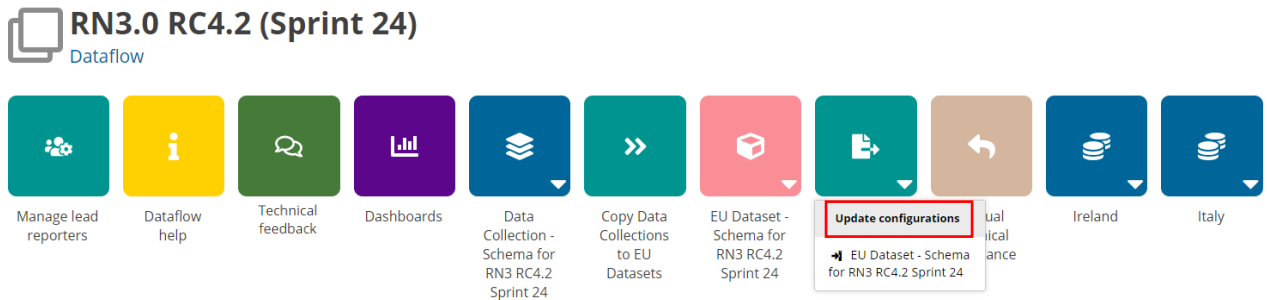 RN3.0 RC4.2 (Sprint 24)
Dataflow
Manage lead
reporters
Dataflow
help
Technical
feedback
Dashboards
Data
Collection -
Schema for
RN3 RC4.2
Sprint 24
Copy Data
Collections
to EU
Datasets
EU Dataset -
Schema for
RN3 RC4.2
Sprint 24
Update configurations
EU Dataset - Schema
for RN3 RC4.2 Sprint 24
Ireland
Italy